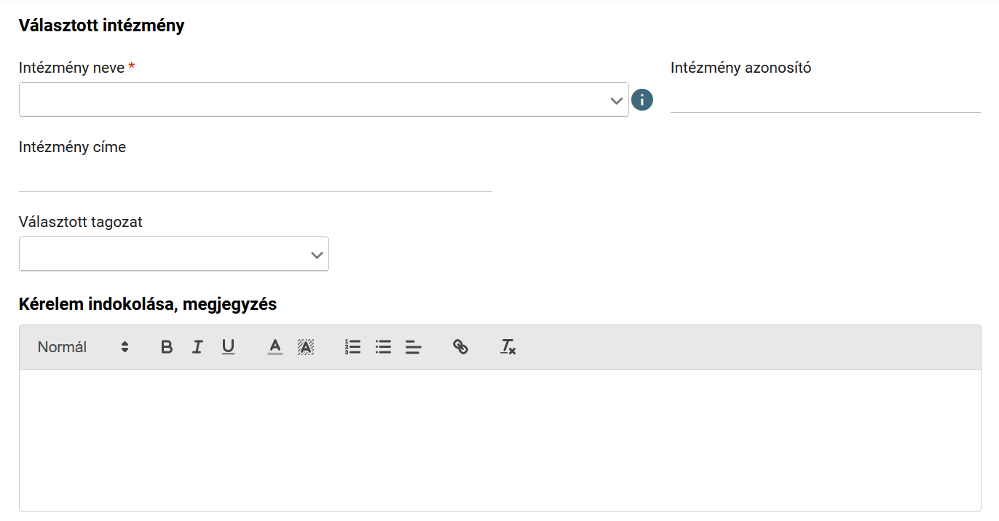 Választott intézmény
Intézmény neve *
Intézmény azonosító
Intézmény címe
Választott tagozat
Kérelem indokolása, megjegyzés
Normál